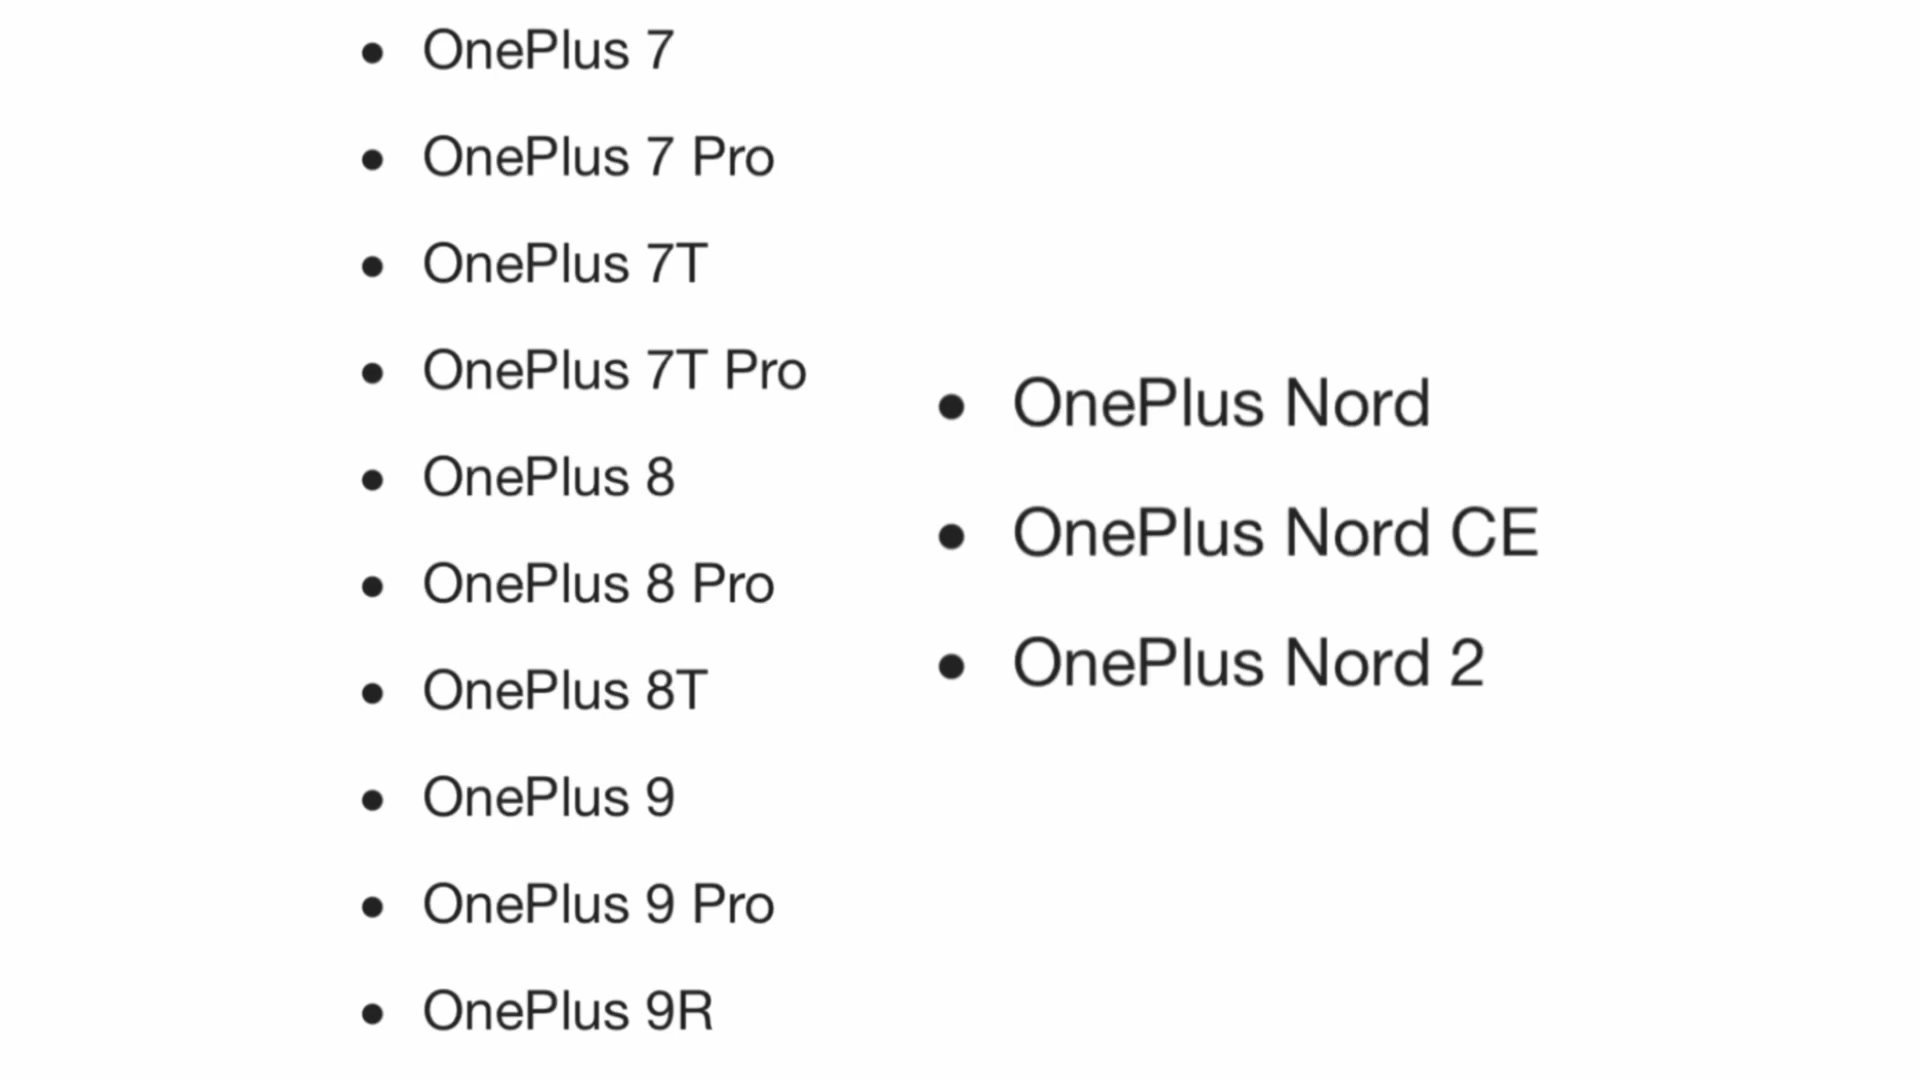 • OnePlus 7
• OnePlus 7 Pro
• OnePlus 7T
• OnePlus 7T Pro
• OnePlus 8
• OnePlus 8 Pro
• OnePlus 8T
• OnePlus 9
• OnePlus 9 Pro
• OnePlus 9R
• OnePlus Nord
• OnePlus Nord CE
• OnePlus Nord 2